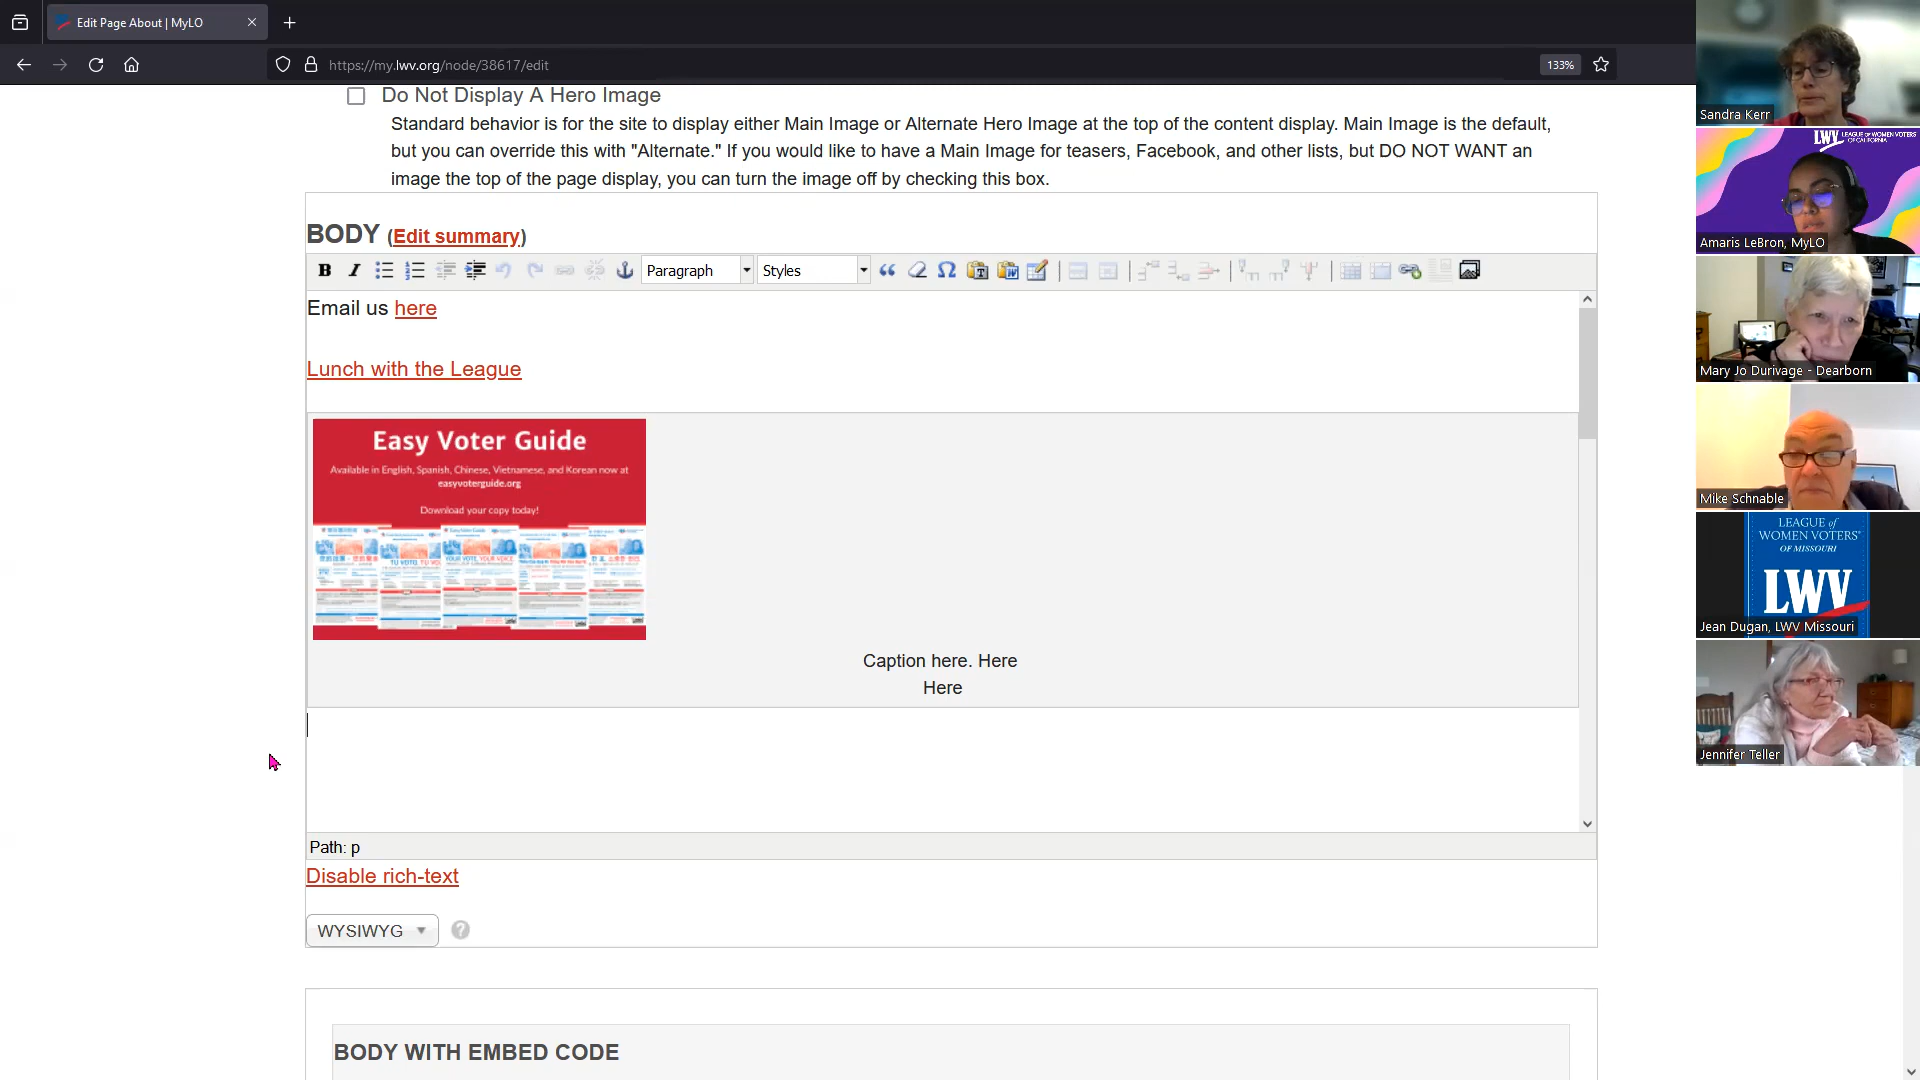 Edit Page About | MyLO
https://my.lwv.org/node/38617/edit
133%
Do Not Display A Hero Image
Standard behavior is for the site to display either Main Image or Alternate Hero Image at the top of the content display. Main Image is the default,
but you can override this with "Alternate." If you would like to have a Main Image for teasers, Facebook, and other lists, but DO NOT WANT an
image the top of the page display, you can turn the image off by checking this box.
BODY (Edit summary)
Paragraph
Styles
Email us here
Lunch with the League
Easy Voter Guide
Available in English, Spanish, Chinese, Vietnamese, and Korean now at
easyvoterguide.org
Download your copy today!
Caption here. Here
Here
Path: p
Disable rich-text
WYSIWYG
BODY WITH EMBED CODE
Sandra Kerr
LWV LEAGUE OF WOMEN VOTERS
OF CALIFORNIA
Amaris LeBron, MyLO
Mary Jo Durivage - Dearborn
Mike Schnable
LEAGUE of
WOMEN VOTERS
OF MISSOURI
LWV
Jean Dugan, LWV Missouri
Jennifer Teller